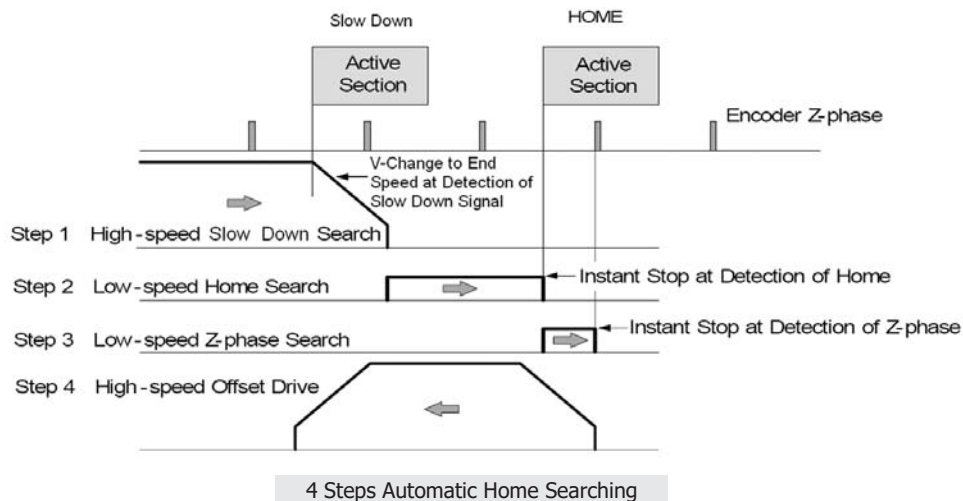 Slow Down
HOME
Active
Section
Active
Section
Encoder Z-phase
V-Change to End
Speed at Detection of
Slow Down Signal
Step 1 High-speed Slow Down Search
Instant Stop at Detection of Home
Step 2 Low-speed Home Search
Instant Stop at Detection of Z-phase
Step 3 Low-speed Z-phase Search
Step 4 High-speed Offset Drive
4 Steps Automatic Home Searching